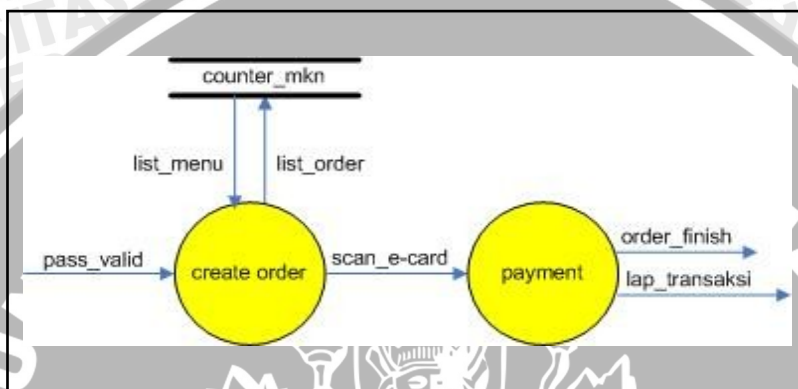 counter_mkn
list_menu
list_order
pass_valid
create order
scan_e-card
payment
order_finish
lap_transaksi